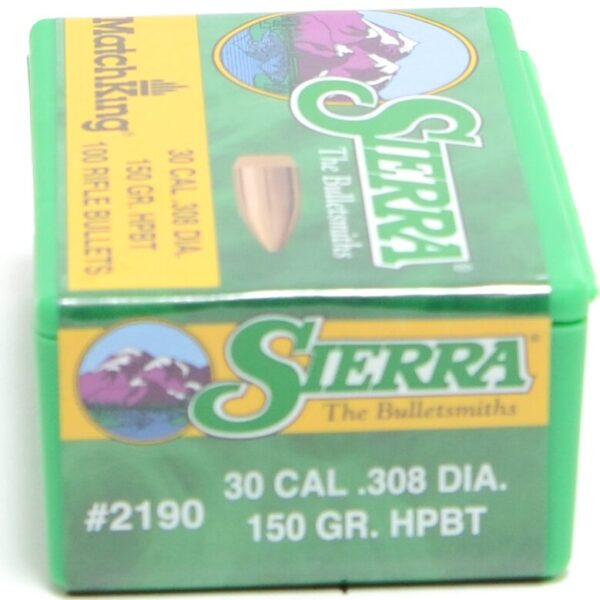 MatchKing®
30 CAL .308 DIA.
150 GR. HPBT
100 RIFLE BULLETS
SIERRA®
The Bulletsmiths
SIERRA®
The Bulletsmiths
#2190
30 CAL .308 DIA.
150 GR. HPBT